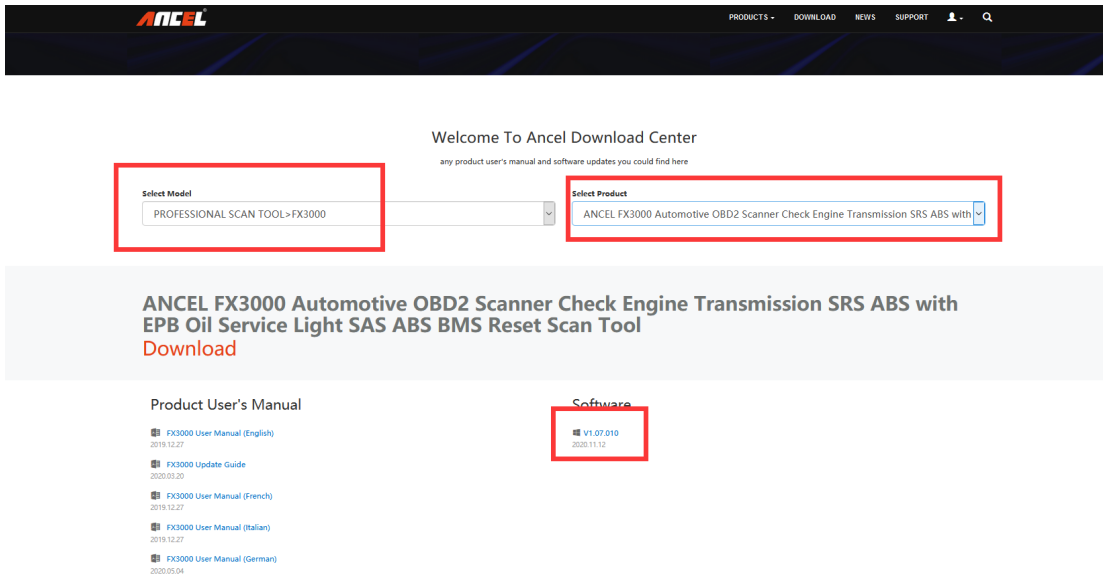 ANCEL®
PRODUCTS DOWNLOAD NEWS SUPPORT
Welcome To Ancel Download Center
any product user's manual and software updates you could find here
Select Model
PROFESSIONAL SCAN TOOL>FX3000
Select Product
ANCEL FX3000 Automotive OBD2 Scanner Check Engine Transmission SRS ABS with
ANCEL FX3000 Automotive OBD2 Scanner Check Engine Transmission SRS ABS with
EPB Oil Service Light SAS ABS BMS Reset Scan Tool
Download
Product User's Manual
FX3000 User Manual (English)
2019.12.27
FX3000 Update Guide
2020.03.20
FX3000 User Manual (French)
2019.12.27
FX3000 User Manual (Italian)
2019.12.27
FX3000 User Manual (German)
2020.05.04
Software
V1.07.010
2020.11.12